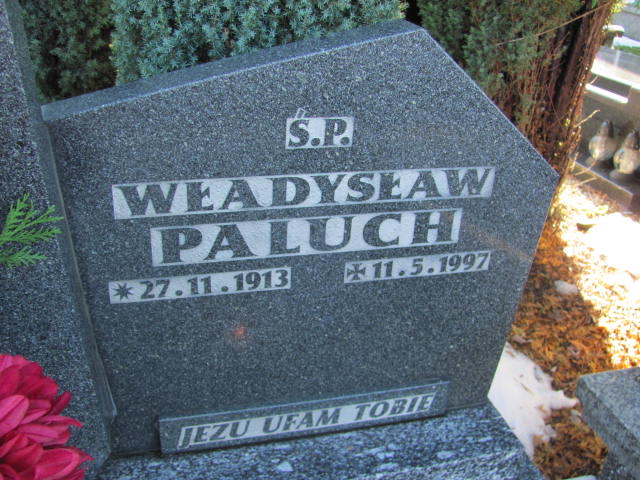 Ś.P.
WŁADYSŁAW
PALUCH
✷ 27.11.1913 ✠ 11.5.1997
JEZU UFAM TOBIE